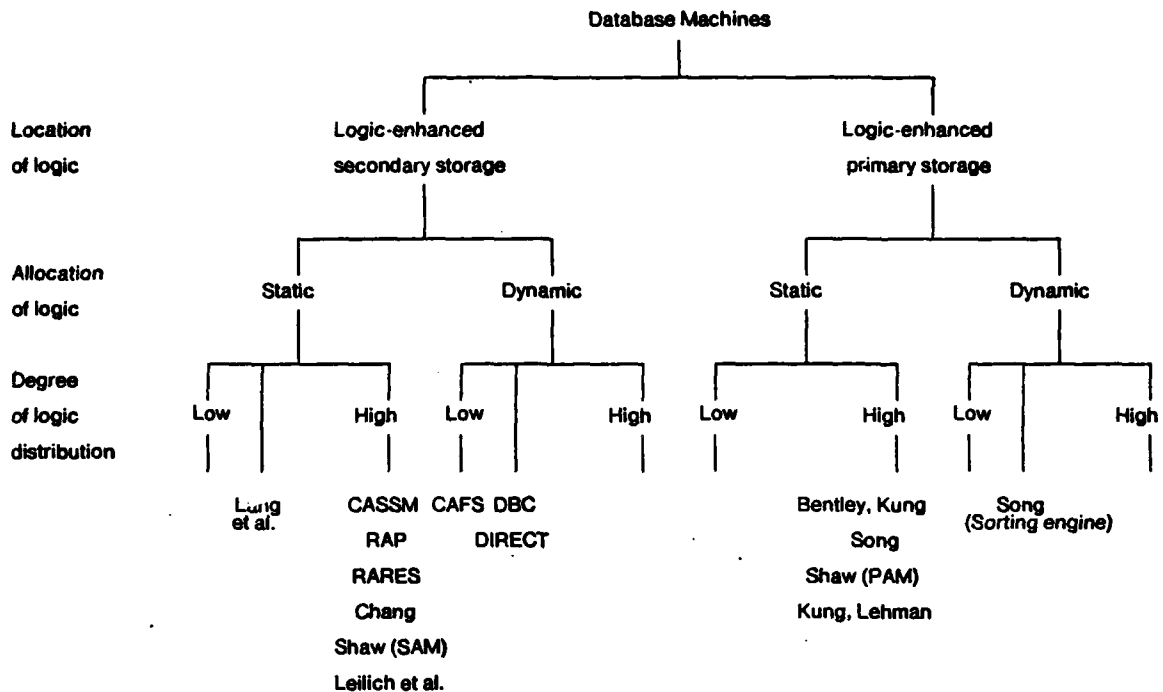 Database Machines
Location Logic-enhanced Logic-enhanced
of logic secondary storage primary storage
Allocation
of logic Static Dynamic Static Dynamic
Degree
of logic Low High Low High Low High Low High
distribution
Lang CASSM CAFS DBC Bentley, Kung Song
et al. (Sorting engine)
RAP DIRECT Song
RARES Shaw (PAM)
Chang Kung, Lehman
Shaw (SAM)
Leilich et al.